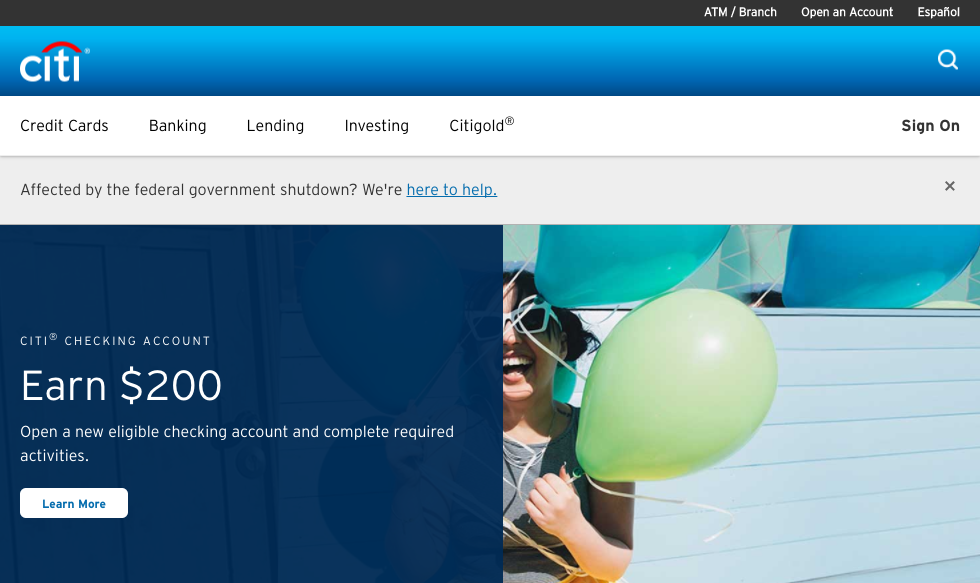 ATM / Branch Open an Account Español
citi®
Credit Cards Banking Lending Investing Citigold® Sign On
Affected by the federal government shutdown? We're here to help. ×
CITI® CHECKING ACCOUNT
Earn $200
Open a new eligible checking account and complete required
activities.
Learn More